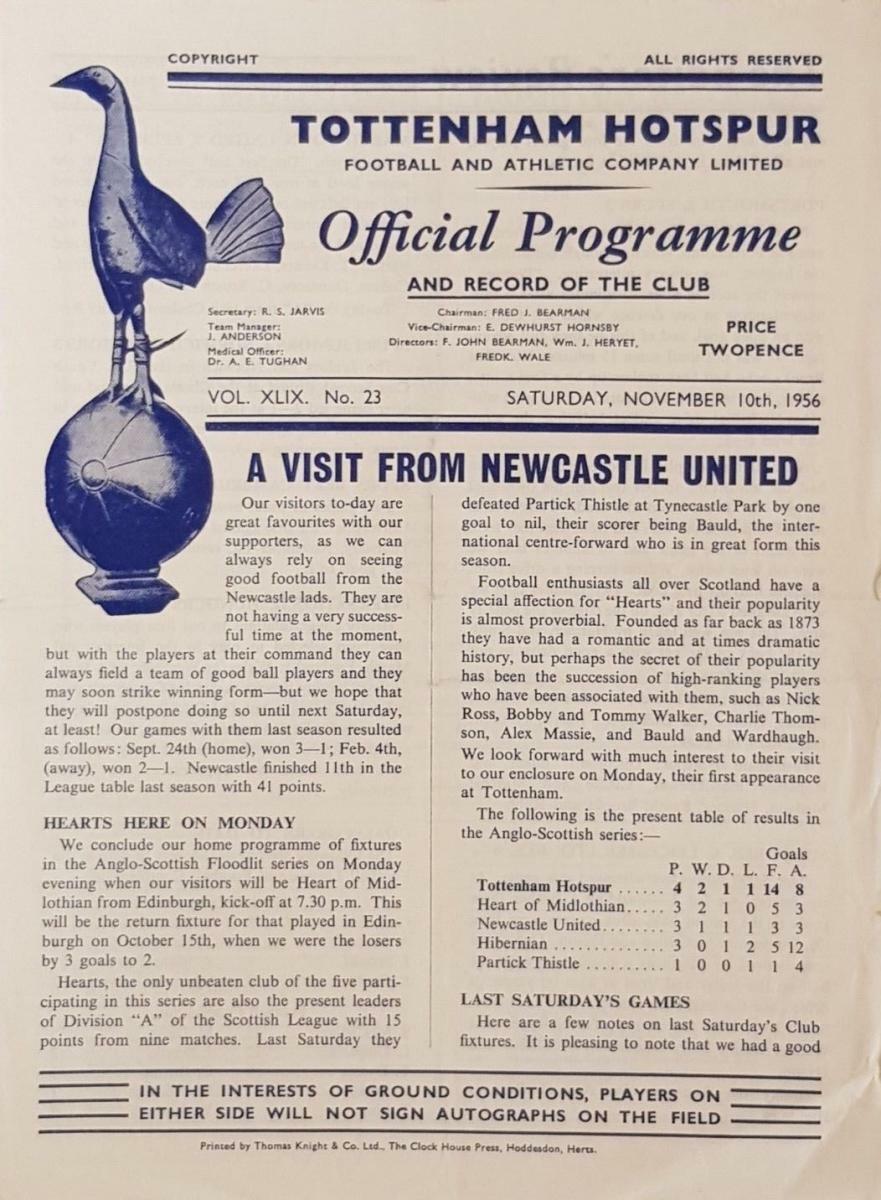 COPYRIGHT ALL RIGHTS RESERVED
TOTTENHAM HOTSPUR
FOOTBALL AND ATHLETIC COMPANY LIMITED
Official Programme
AND RECORD OF THE CLUB
Secretary: R. S. JARVIS
Team Manager:
J. ANDERSON
Medical Officer:
Dr. A. E. TUGHAN
Chairman: FRED J. BEARMAN
Vice-Chairman: E. DEWHURST HORNSBY
Directors: F. JOHN BEARMAN, Wm. J. HERYET,
FREDK. WALE
PRICE
TWOPENCE
VOL. XLIX. No. 23 SATURDAY, NOVEMBER 10th, 1956
A VISIT FROM NEWCASTLE UNITED
Our visitors to-day are
great favourites with our
supporters, as we can
always rely on seeing
good football from the
Newcastle lads. They are
not having a very success-
ful time at the moment,
but with the players at their command they can
always field a team of good ball players and they
may soon strike winning form—but we hope that
they will postpone doing so until next Saturday,
at least! Our games with them last season resulted
as follows: Sept. 24th (home), won 3—1; Feb. 4th,
(away), won 2—1. Newcastle finished 11th in the
League table last season with 41 points.
HEARTS HERE ON MONDAY
We conclude our home programme of fixtures
in the Anglo-Scottish Floodlit series on Monday
evening when our visitors will be Heart of Mid-
lothian from Edinburgh, kick-off at 7.30 p.m. This
will be the return fixture for that played in Edin-
burgh on October 15th, when we were the losers
by 3 goals to 2.
Hearts, the only unbeaten club of the five parti-
cipating in this series are also the present leaders
of Division "A" of the Scottish League with 15
points from nine matches. Last Saturday they
defeated Partick Thistle at Tynecastle Park by one
goal to nil, their scorer being Bauld, the inter-
national centre-forward who is in great form this
season.
Football enthusiasts all over Scotland have a
special affection for "Hearts" and their popularity
is almost proverbial. Founded as far back as 1873
they have had a romantic and at times dramatic
history, but perhaps the secret of their popularity
has been the succession of high-ranking players
who have been associated with them, such as Nick
Ross, Bobby and Tommy Walker, Charlie Thom-
son, Alex Massie, and Bauld and Wardhaugh.
We look forward with much interest to their visit
to our enclosure on Monday, their first appearance
at Tottenham.
The following is the present table of results in
the Anglo-Scottish series:—
Goals
P. W. D. L. F. A.
Tottenham Hotspur ...... 4 2 1 1 14 8
Heart of Midlothian..... 3 2 1 0 5 3
Newcastle United........ 3 1 1 1 3 3
Hibernian .............. 3 0 1 2 5 12
Partick Thistle .......... 1 0 0 1 1 4
LAST SATURDAY'S GAMES
Here are a few notes on last Saturday's Club
fixtures. It is pleasing to note that we had a good
IN THE INTERESTS OF GROUND CONDITIONS, PLAYERS ON
EITHER SIDE WILL NOT SIGN AUTOGRAPHS ON THE FIELD
Printed by Thomas Knight & Co. Ltd., The Clock House Press, Hoddesdon, Herts.